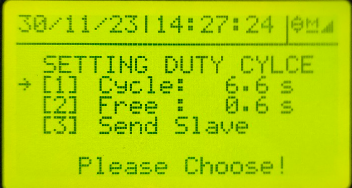 30/11/23|14:27:24
SETTING DUTY CYLCE
→ [1] Cycle: 6.6 s
[2] Free : 0.6 s
[3] Send Slave
Please Choose!